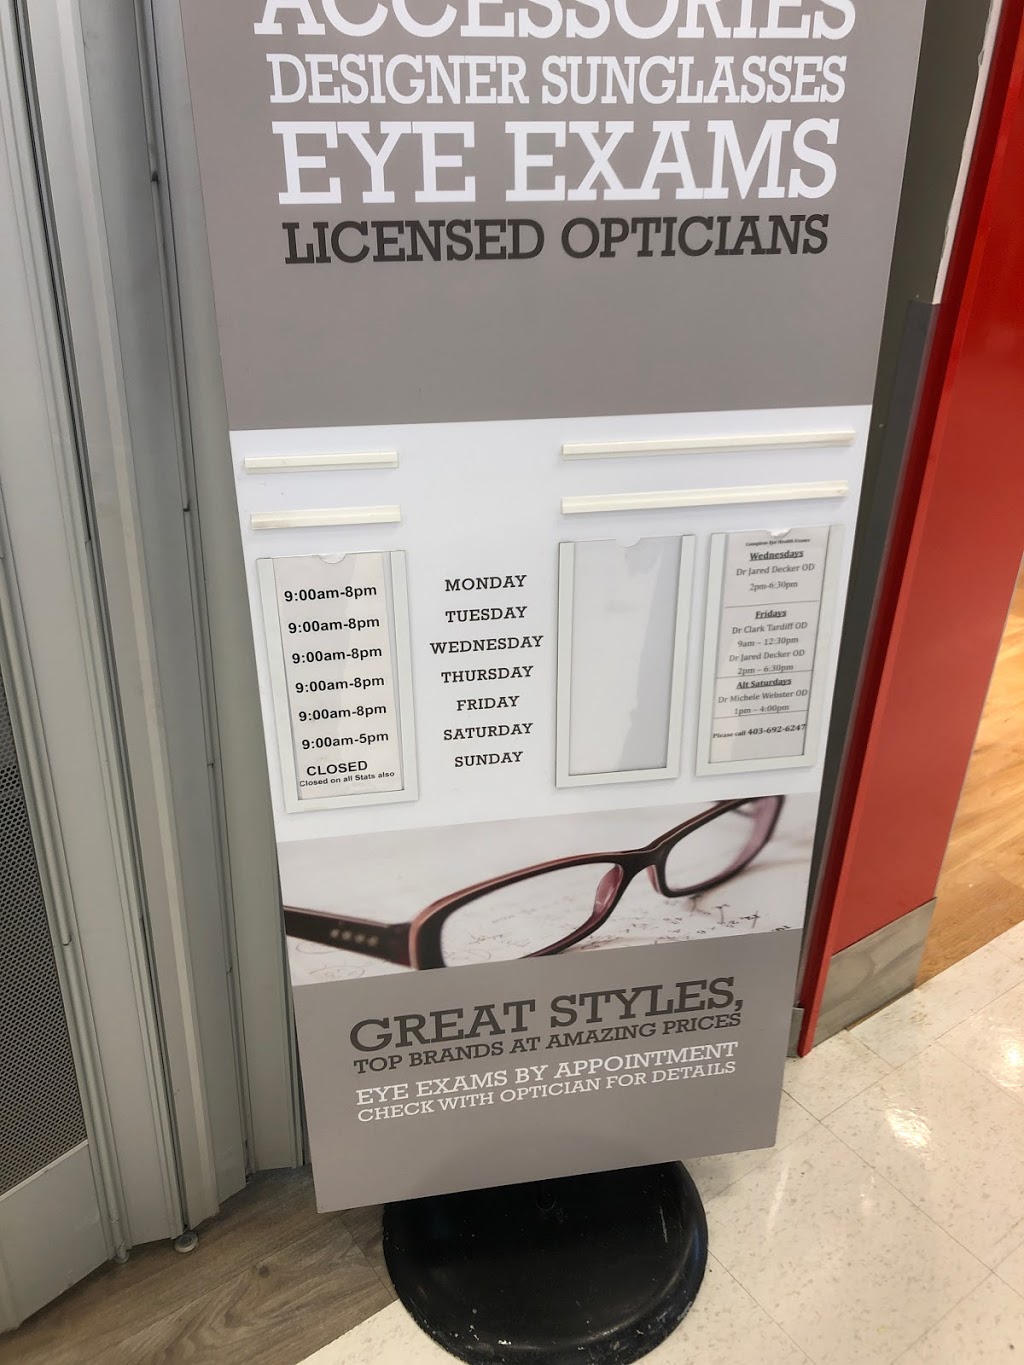 ACCESSORIES
DESIGNER SUNGLASSES
EYE EXAMS
LICENSED OPTICIANS
9:00am-8pm
9:00am-8pm
9:00am-8pm
9:00am-8pm
9:00am-8pm
9:00am-5pm
CLOSED
Closed on all Stats also
MONDAY
TUESDAY
WEDNESDAY
THURSDAY
FRIDAY
SATURDAY
SUNDAY
Complete Eye Health Exams
Wednesdays
Dr Jared Decker OD
2pm-6:30pm
Fridays
Dr Clark Tardiff OD
9am – 12:30pm
Dr Jared Decker OD
2pm – 6:30pm
Alt Saturdays
Dr Michele Webster OD
1pm – 4:00pm
Please call 403-692-6247
GREAT STYLES,
TOP BRANDS AT AMAZING PRICES
EYE EXAMS BY APPOINTMENT
CHECK WITH OPTICIAN FOR DETAILS